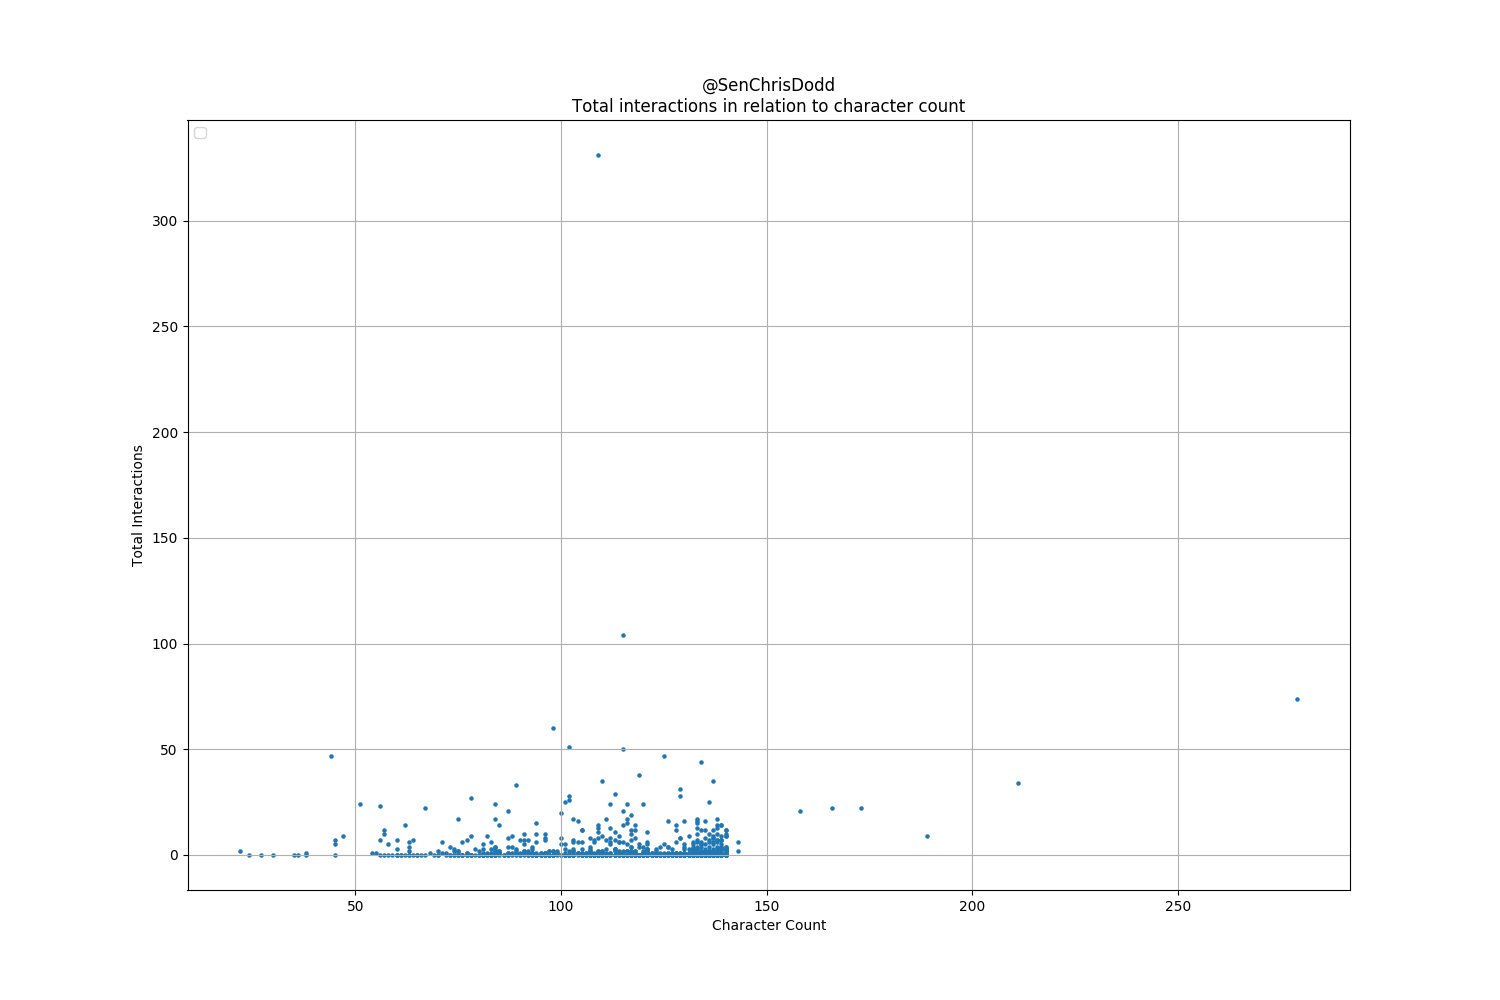 @SenChrisDodd
Total interactions in relation to character count
300
250
200
150
100
50
0
Total Interactions
50 100 150 200 250
Character Count